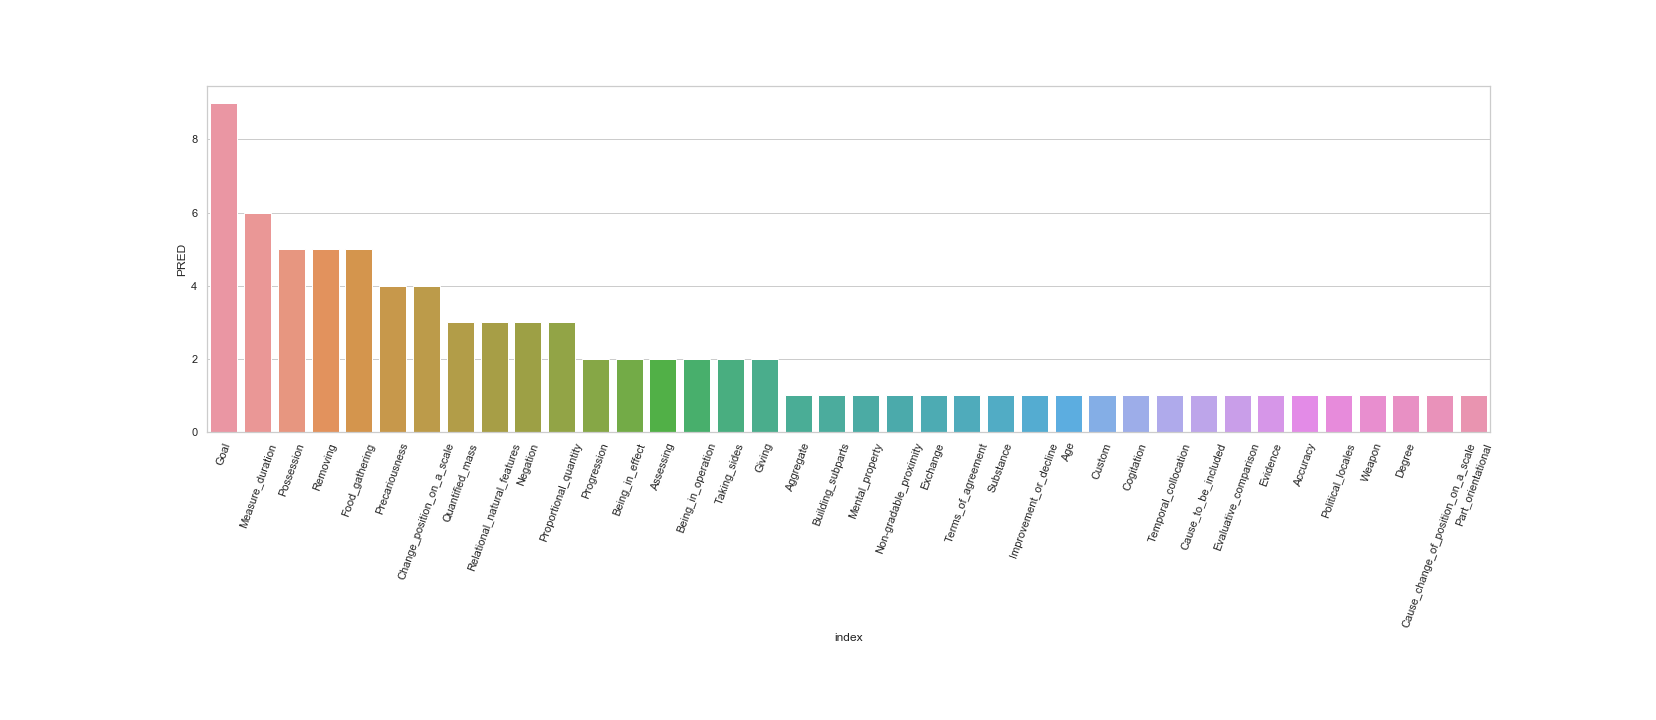 8
6
4
2
0
PRED
Goal
Measure_duration
Possession
Removing
Food_gathering
Precariousness
Change_position_on_a_scale
Quantified_mass
Relational_natural_features
Negation
Proportional_quantity
Progression
Being_in_effect
Assessing
Being_in_operation
Taking_sides
Giving
Aggregate
Building_subparts
Mental_property
Non-gradable_proximity
Exchange
Terms_of_agreement
Substance
Improvement_or_decline
Age
Custom
Cogitation
Temporal_collocation
Cause_to_be_included
Evaluative_comparison
Evidence
Accuracy
Political_locales
Weapon
Degree
Cause_change_of_position_on_a_scale
Part_orientational
index